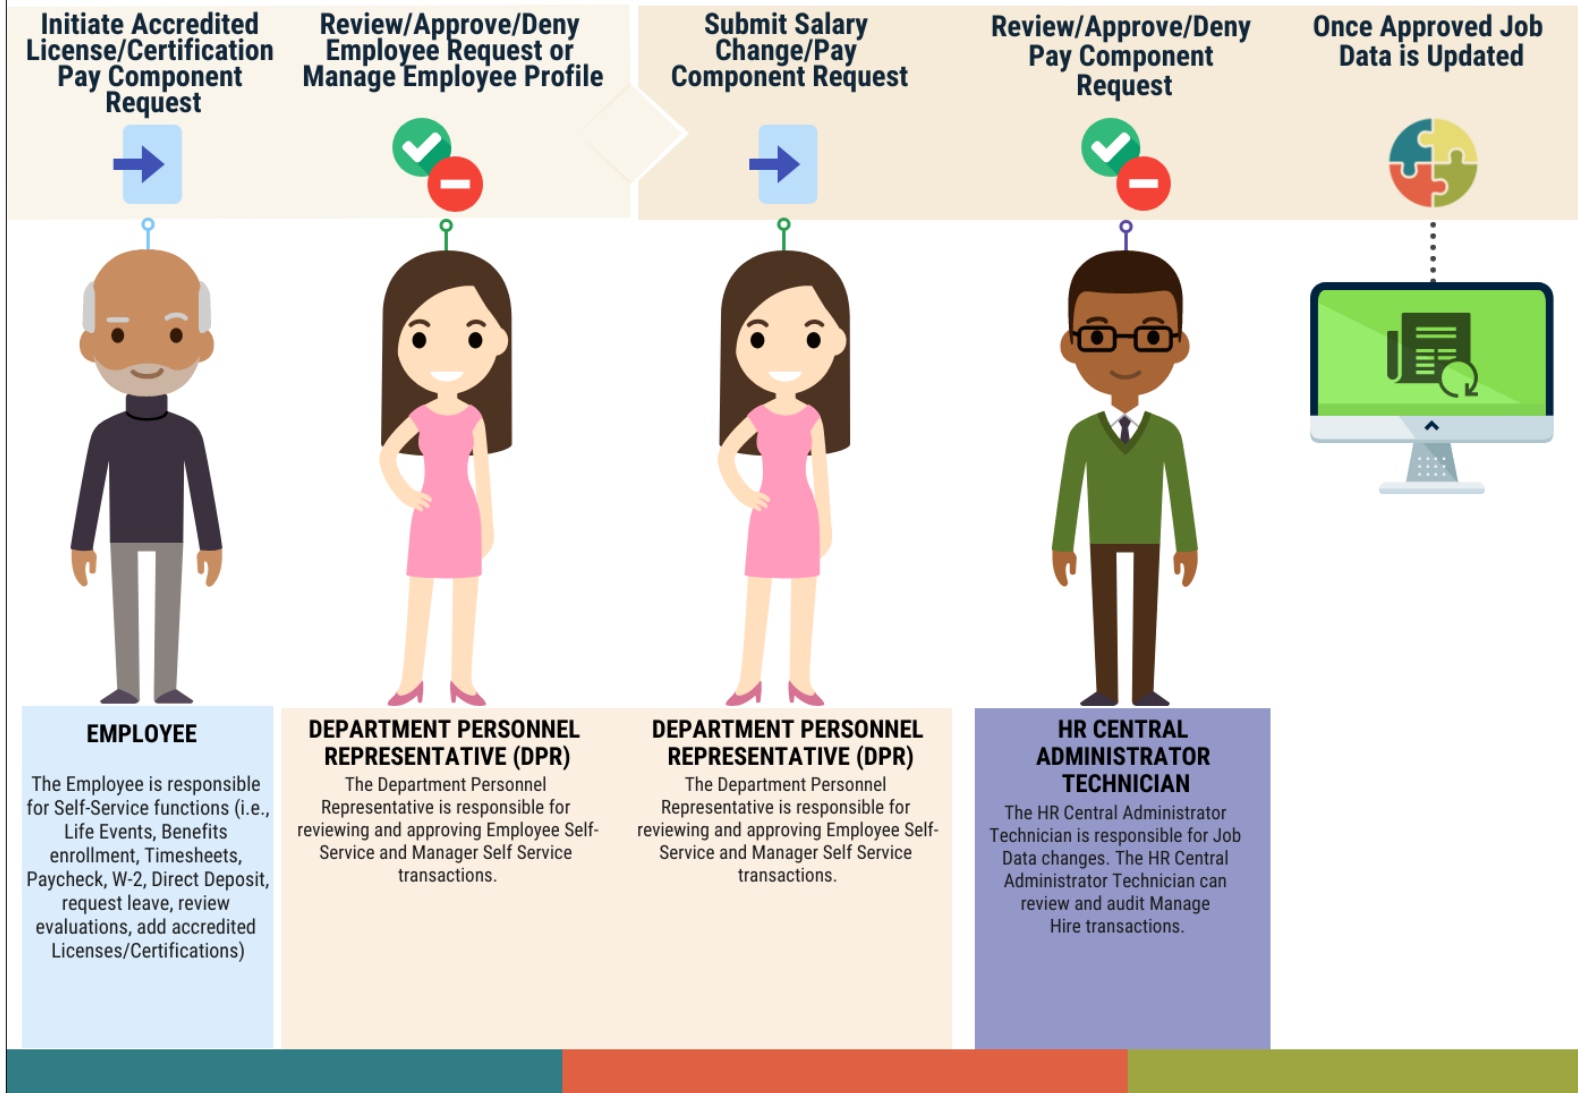 Initiate Accredited
License/Certification
Pay Component
Request
Review/Approve/Deny
Employee Request or
Manage Employee Profile
Submit Salary
Change/Pay
Component Request
Review/Approve/Deny
Pay Component
Request
Once Approved Job
Data is Updated
EMPLOYEE
The Employee is responsible
for Self-Service functions (i.e.,
Life Events, Benefits
enrollment, Timesheets,
Paycheck, W-2, Direct Deposit,
request leave, review
evaluations, add accredited
Licenses/Certifications)
DEPARTMENT PERSONNEL
REPRESENTATIVE (DPR)
The Department Personnel
Representative is responsible for
reviewing and approving Employee Self-
Service and Manager Self Service
transactions.
DEPARTMENT PERSONNEL
REPRESENTATIVE (DPR)
The Department Personnel
Representative is responsible for
reviewing and approving Employee Self-
Service and Manager Self Service
transactions.
HR CENTRAL
ADMINISTRATOR
TECHNICIAN
The HR Central Administrator
Technician is responsible for Job
Data changes. The HR Central
Administrator Technician can
review and audit Manage
Hire transactions.